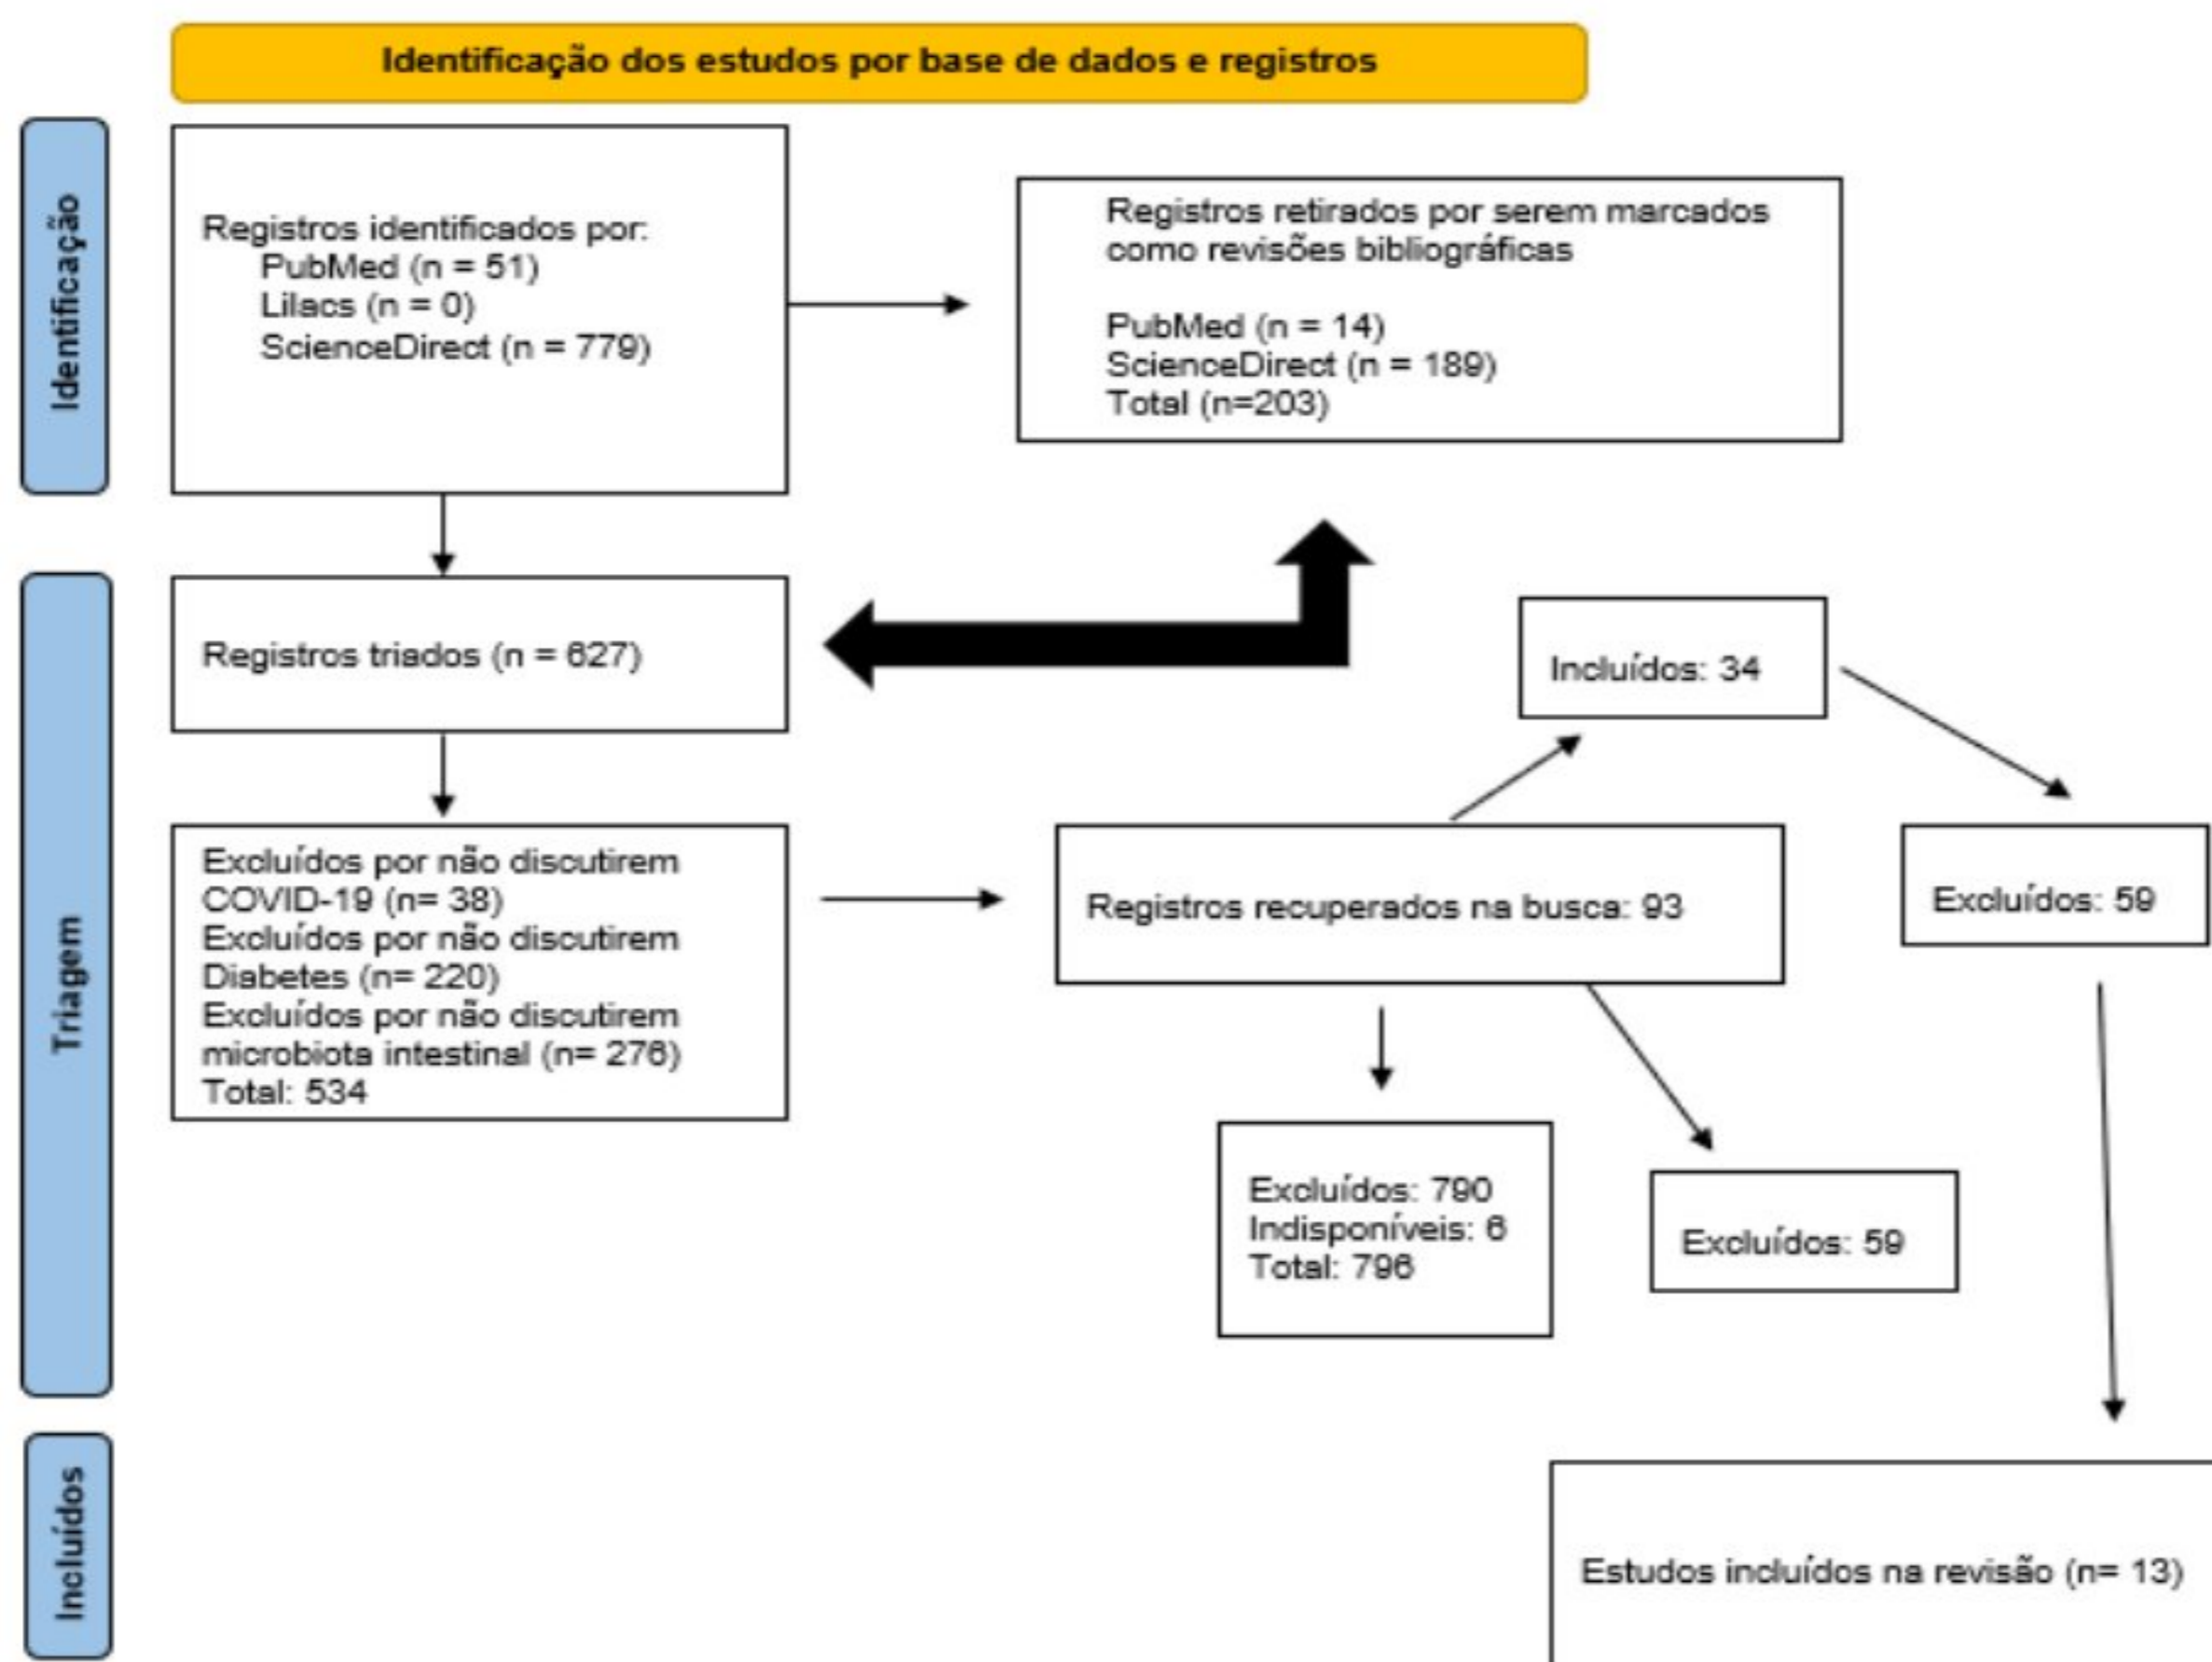 Identificação dos estudos por base de dados e registros
Identificação
Registros identificados por:
PubMed (n = 51)
Lilacs (n = 0)
ScienceDirect (n = 779)
Registros retirados por serem marcados
como revisões bibliográficas
PubMed (n = 14)
ScienceDirect (n = 189)
Total (n=203)
Triagem
Registros triados (n = 627)
Incluídos: 34
Excluídos por não discutirem
COVID-19 (n= 38)
Excluídos por não discutirem
Diabetes (n= 220)
Excluídos por não discutirem
microbiota intestinal (n= 276)
Total: 534
Registros recuperados na busca: 93
Excluídos: 59
Excluídos: 790
Indisponíveis: 6
Total: 796
Excluídos: 59
Incluídos
Estudos incluídos na revisão (n= 13)